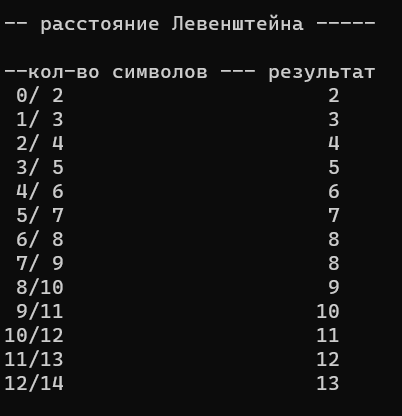 -- расстояние Левенштейна -----
--кол-во символов --- результат
0/ 2 2
1/ 3 3
2/ 4 4
3/ 5 5
4/ 6 6
5/ 7 7
6/ 8 8
7/ 9 8
8/10 9
9/11 10
10/12 11
11/13 12
12/14 13